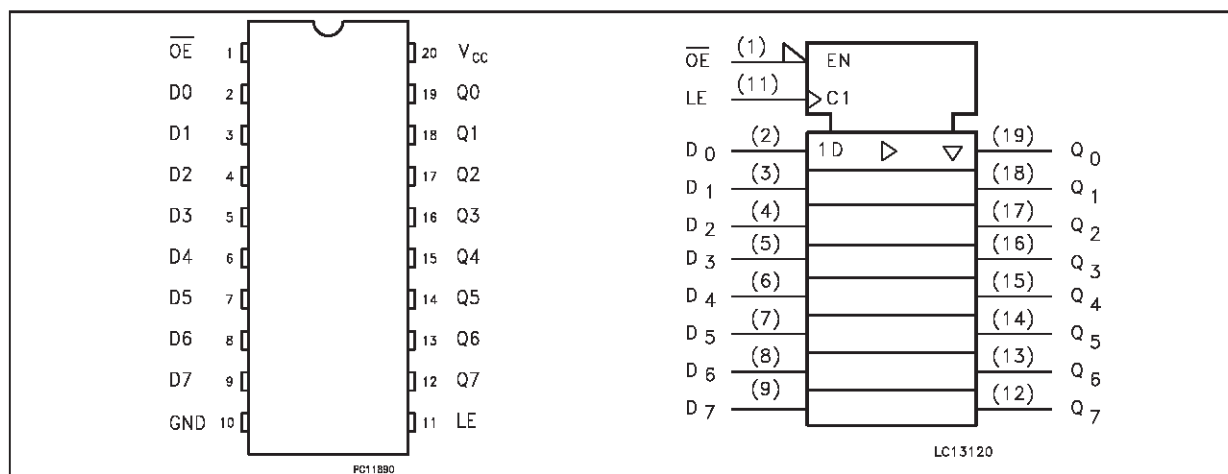 O̅E̅ 1 20 VCC
D0 2 19 Q0
D1 3 18 Q1
D2 4 17 Q2
D3 5 16 Q3
D4 6 15 Q4
D5 7 14 Q5
D6 8 13 Q6
D7 9 12 Q7
GND 10 11 LE
PC11890
O̅E̅ (1) EN
LE (11) C1
D0 (2) 1D (19) Q0
D1 (3) (18) Q1
D2 (4) (17) Q2
D3 (5) (16) Q3
D4 (6) (15) Q4
D5 (7) (14) Q5
D6 (8) (13) Q6
D7 (9) (12) Q7
LC13120